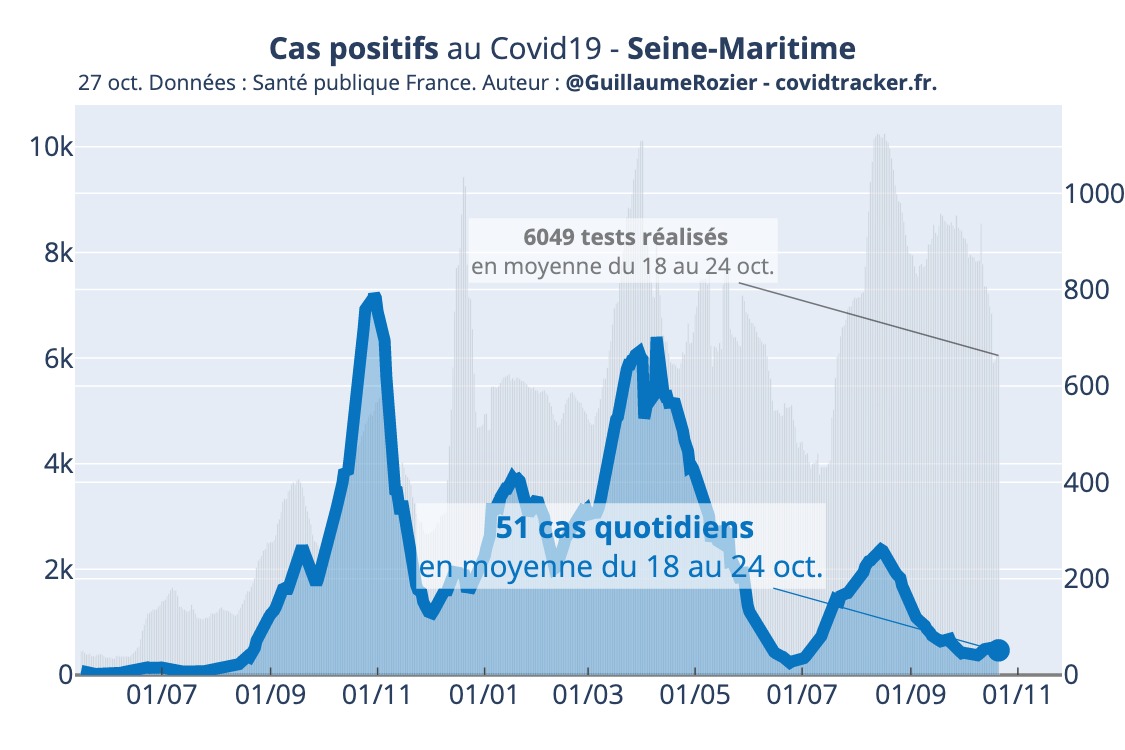 Cas positifs au Covid19 - Seine-Maritime
27 oct. Données : Santé publique France. Auteur : @GuillaumeRozier - covidtracker.fr.
10k
8k
6k
4k
2k
0
1000
800
600
400
200
0
6049 tests réalisés
en moyenne du 18 au 24 oct.
51 cas quotidiens
en moyenne du 18 au 24 oct.
01/07 01/09 01/11 01/01 01/03 01/05 01/07 01/09 01/11